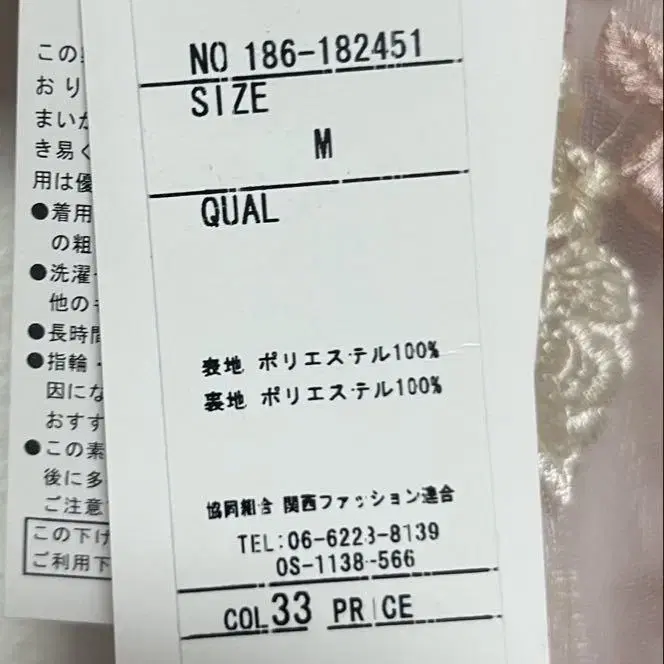 NO 186-182451
SIZE
M
QUAL
表地 ポリエステル100%
裏地 ポリエステル100%
協同組合 関西ファッション連合
TEL:06-6223-8139
OS-1138-566
COL 33 PRICE
この
おり
まい
き易く
用は優
●着用
の粗
●洗濯
他の
●長時間
●指輪・
因にな
おすす
●この素
後に多
ご注意
この下げ
ご利用下